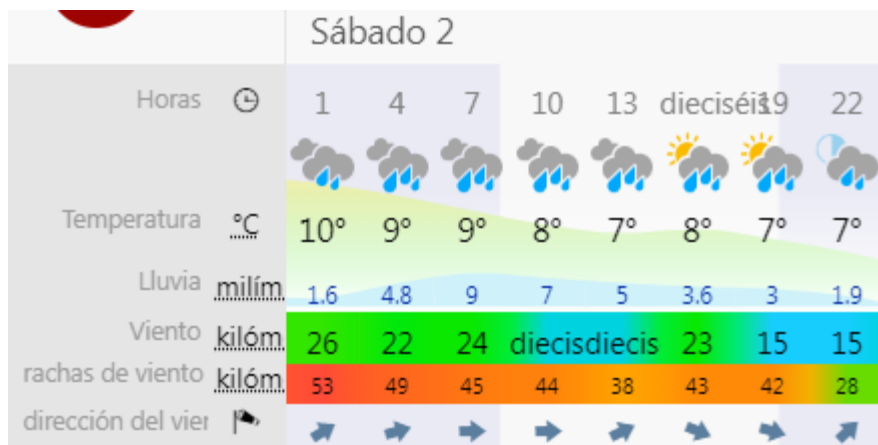 Sábado 2
Horas 1 4 7 10 13 dieciséis 19 22
Temperatura °C 10° 9° 9° 8° 7° 8° 7° 7°
Lluvia milím 1.6 4.8 9 7 5 3.6 3 1.9
Viento kilóm 26 22 24 diecis diecis 23 15 15
rachas de viento kilóm 53 49 45 44 38 43 42 28
dirección del vier